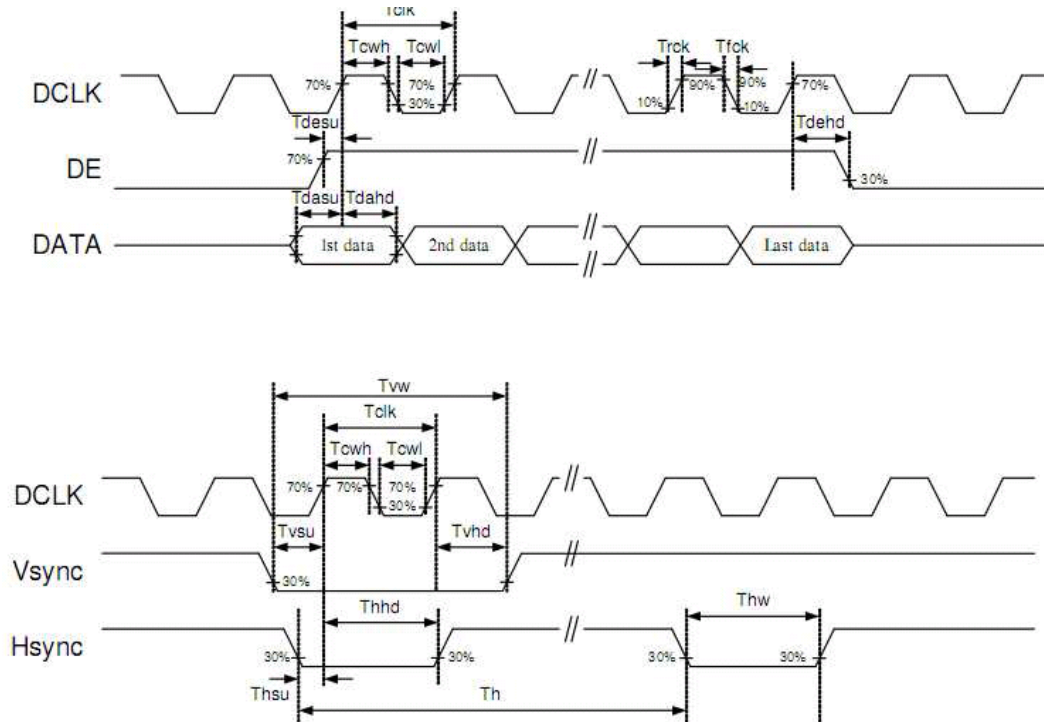 Tclk
Tcwh Tcwl Trck Tfck
DCLK 70% 70% 30% 10% 90% 90% 10% 70%
Tdesu Tdehd
DE 70% 30%
Tdasu Tdahd
DATA 1st data 2nd data // Last data
Tvw
Tclk
Tcwh Tcwl
DCLK 70% 70% 70% 30%
Tvsu Tvhd
Vsync 30%
Thhd Thw
Hsync 30% 30% 30% 30%
Thsu Th